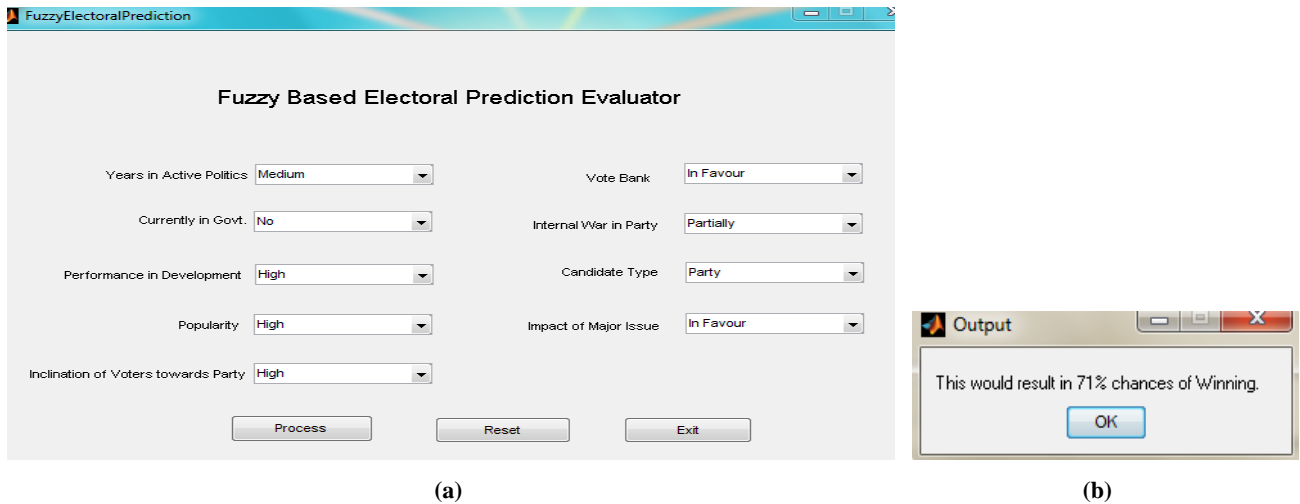 FuzzyElectoralPrediction
Fuzzy Based Electoral Prediction Evaluator
Years in Active Politics Medium
Vote Bank In Favour
Currently in Govt. No
Internal War in Party Partially
Performance in Development High
Candidate Type Party
Popularity High
Impact of Major Issue In Favour
Inclination of Voters towards Party High
Process Reset Exit
Output
This would result in 71% chances of Winning.
OK
(a) (b)